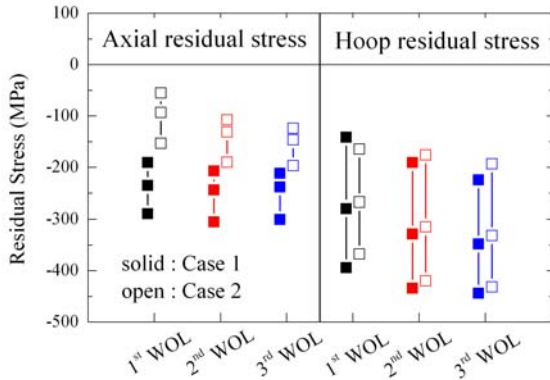 100
0
-100
-200
-300
-400
-500
Residual Stress (MPa)
Axial residual stress
Hoop residual stress
solid : Case 1
open : Case 2
1st WOL
2nd WOL
3rd WOL
1st WOL
2nd WOL
3rd WOL